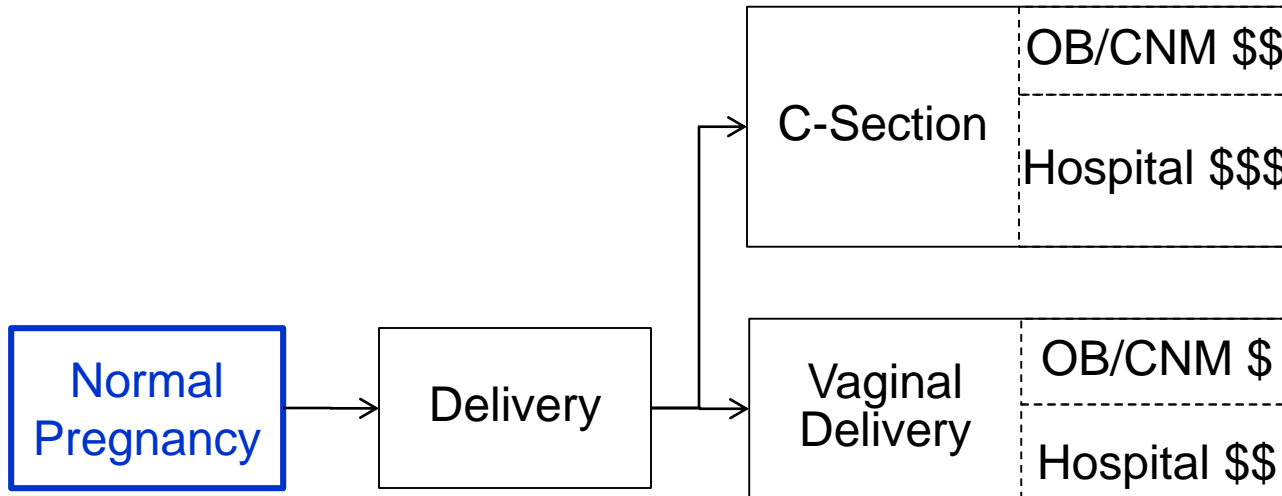 OB/CNM $$
C-Section
Hospital $$$
Normal
Pregnancy
Delivery
Vaginal
Delivery
OB/CNM $
Hospital $$